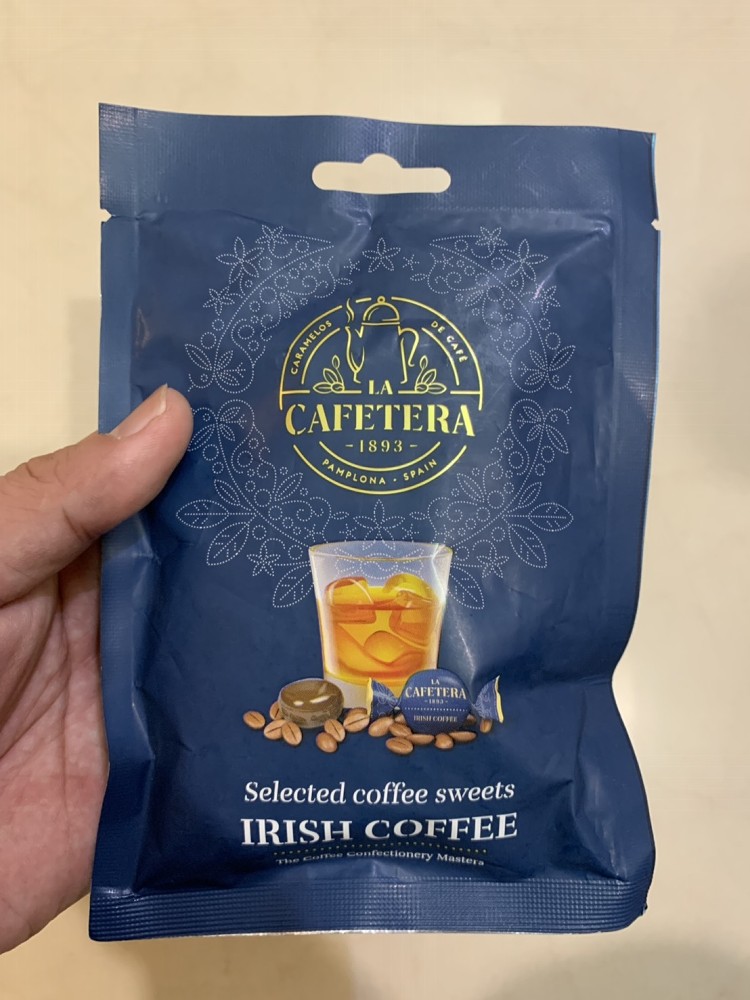 CARAMELOS DE CAFÉ
LA
CAFETERA
-1893-
PAMPLONA - SPAIN
LA
CAFETERA
-1893-
IRISH COFFEE
Selected coffee sweets
IRISH COFFEE
The Coffee Confectionery Masters